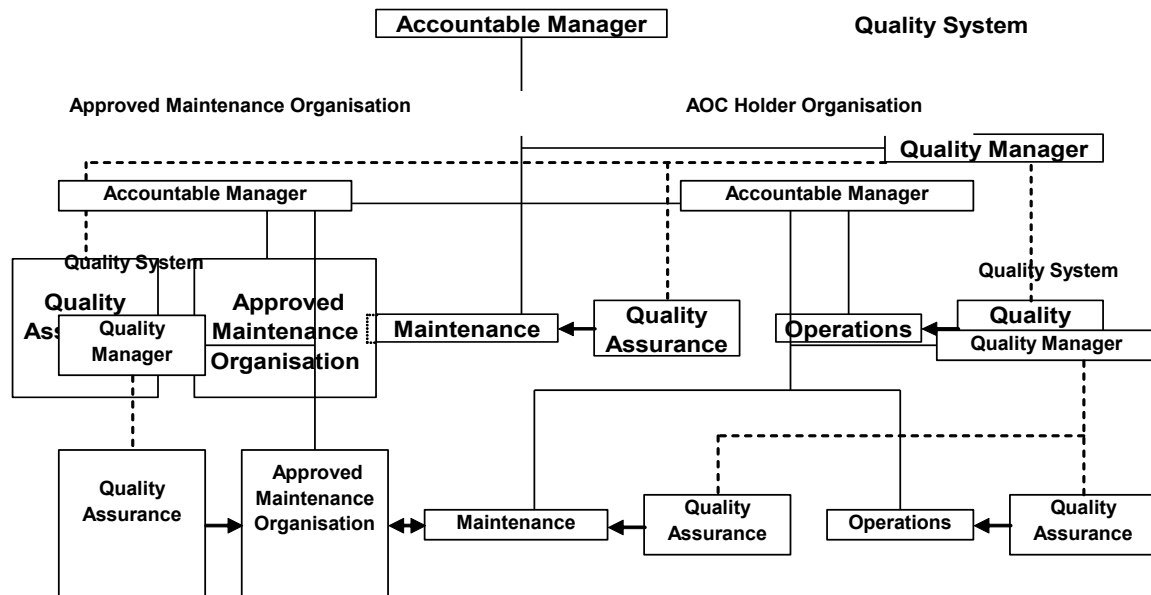 Accountable Manager
Quality System
Approved Maintenance Organisation
AOC Holder Organisation
Quality Manager
Accountable Manager
Accountable Manager
Quality System
Quality System
Quality
Approved
Maintenance
Organisation
Maintenance
Quality
Assurance
Operations
Quality
Quality
Manager
Quality Manager
Quality
Assurance
Approved
Maintenance
Organisation
Maintenance
Quality
Assurance
Operations
Quality
Assurance